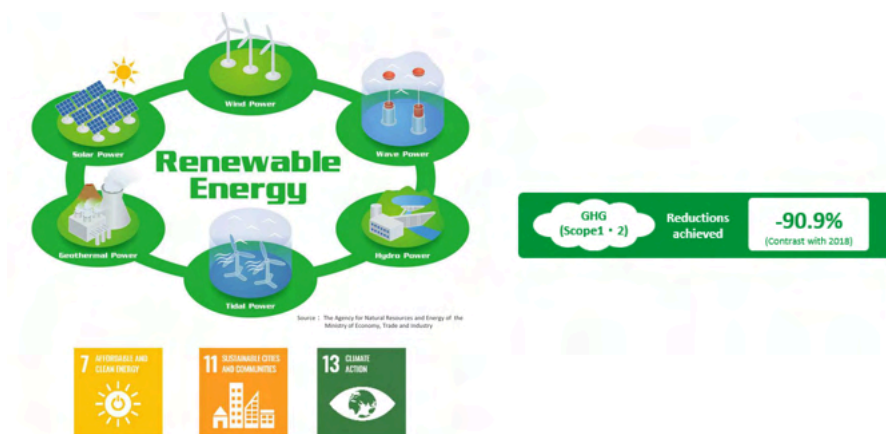 Wind Power
Solar Power
Wave Power
Renewable
Energy
Geothermal Power
Hydro Power
Tidal Power
Source : The Agency for Natural Resources and Energy of the
Ministry of Economy, Trade and Industry
GHG
(Scope1・2)
Reductions
achieved
-90.9%
(Contrast with 2018)
7 AFFORDABLE AND
CLEAN ENERGY
11 SUSTAINABLE CITIES
AND COMMUNITIES
13 CLIMATE
ACTION